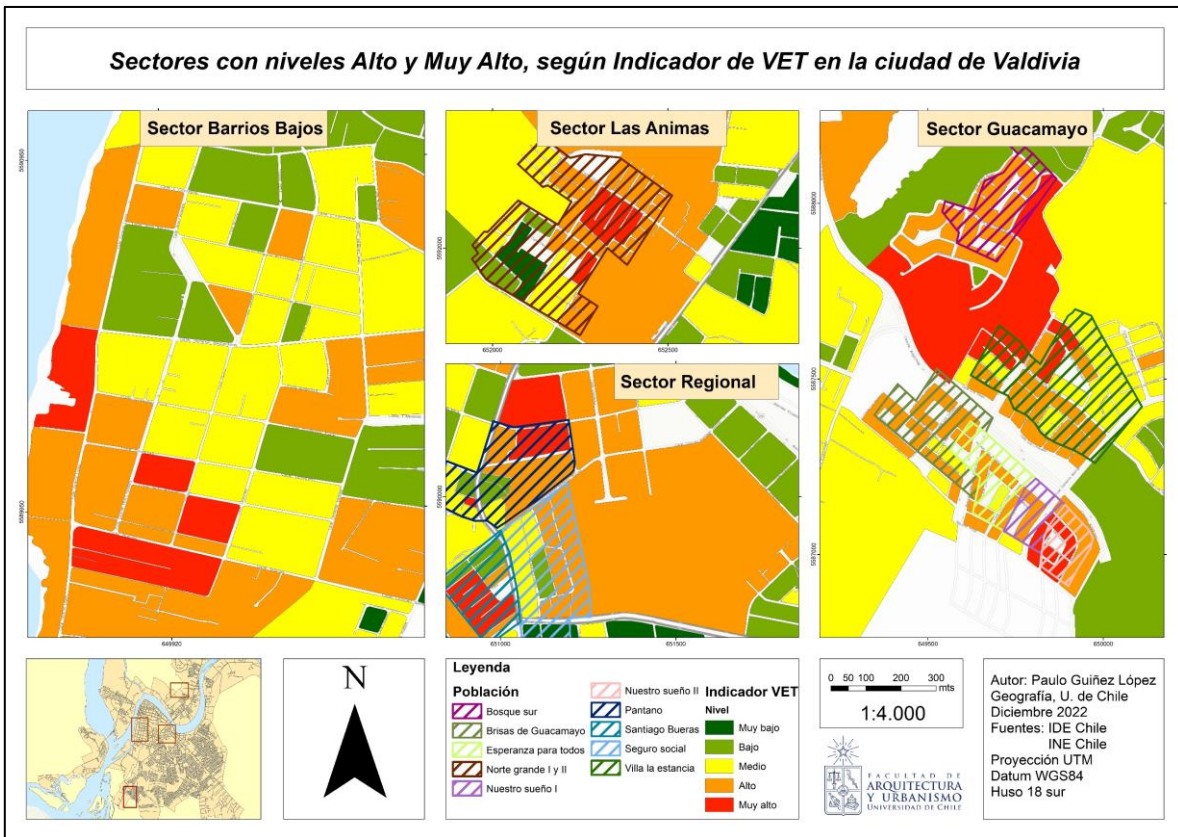 Sectores con niveles Alto y Muy Alto, según Indicador de VET en la ciudad de Valdivia
Sector Barrios Bajos
Sector Las Animas
Sector Guacamayo
Sector Regional
652000
652500
651000
651500
649500
650000
5592000
5590000
5588000
5587500
5587000
N
Leyenda
Población
Bosque sur
Brisas de Guacamayo
Esperanza para todos
Norte grande I y II
Nuestro sueño I
Nuestro sueño II
Pantano
Santiago Bueras
Seguro social
Villa la estancia
Indicador VET
Nivel
Muy bajo
Bajo
Medio
Alto
Muy alto
0 50 100 200 300
mts
1:4.000
FACULTAD DE
ARQUITECTURA
Y URBANISMO
UNIVERSIDAD DE CHILE
Autor: Paulo Guiñez López
Geografía, U. de Chile
Diciembre 2022
Fuentes: IDE Chile
INE Chile
Proyección UTM
Datum WGS84
Huso 18 sur